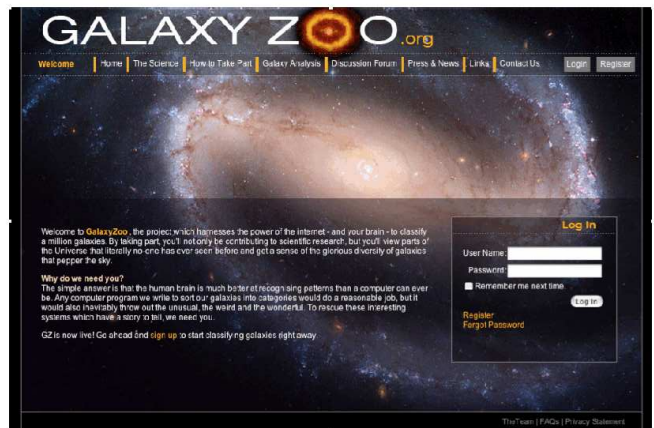 GALAXY ZOO.org
Welcome Home The Science How to Take Part Galaxy Analysis Discussion Forum Press & News Links Contact Us Login Register
Welcome to GalaxyZoo, the project which harnesses the power of the internet - and your brain - to classify
a million galaxies. By taking part, you'll not only be contributing to scientific research, but you'll view parts of
the Universe that literally no-one has ever seen before and get a sense of the glorious diversity of galaxies
that pepper the sky.
Why do we need you?
The simple answer is that the human brain is much better at recognising patterns than a computer can ever
be. Any computer program we write to sort our galaxies into categories would do a reasonable job, but it
would also inevitably throw out the unusual, the weird and the wonderful. To rescue these interesting
systems which have a story to tell, we need you.
GZ is now live! Go ahead and sign up to start classifying galaxies right away
Log In
User Name:
Password:
Remember me next time.
Log In
Register
Forgot Password
TheTeam | FAQs | Privacy Statement